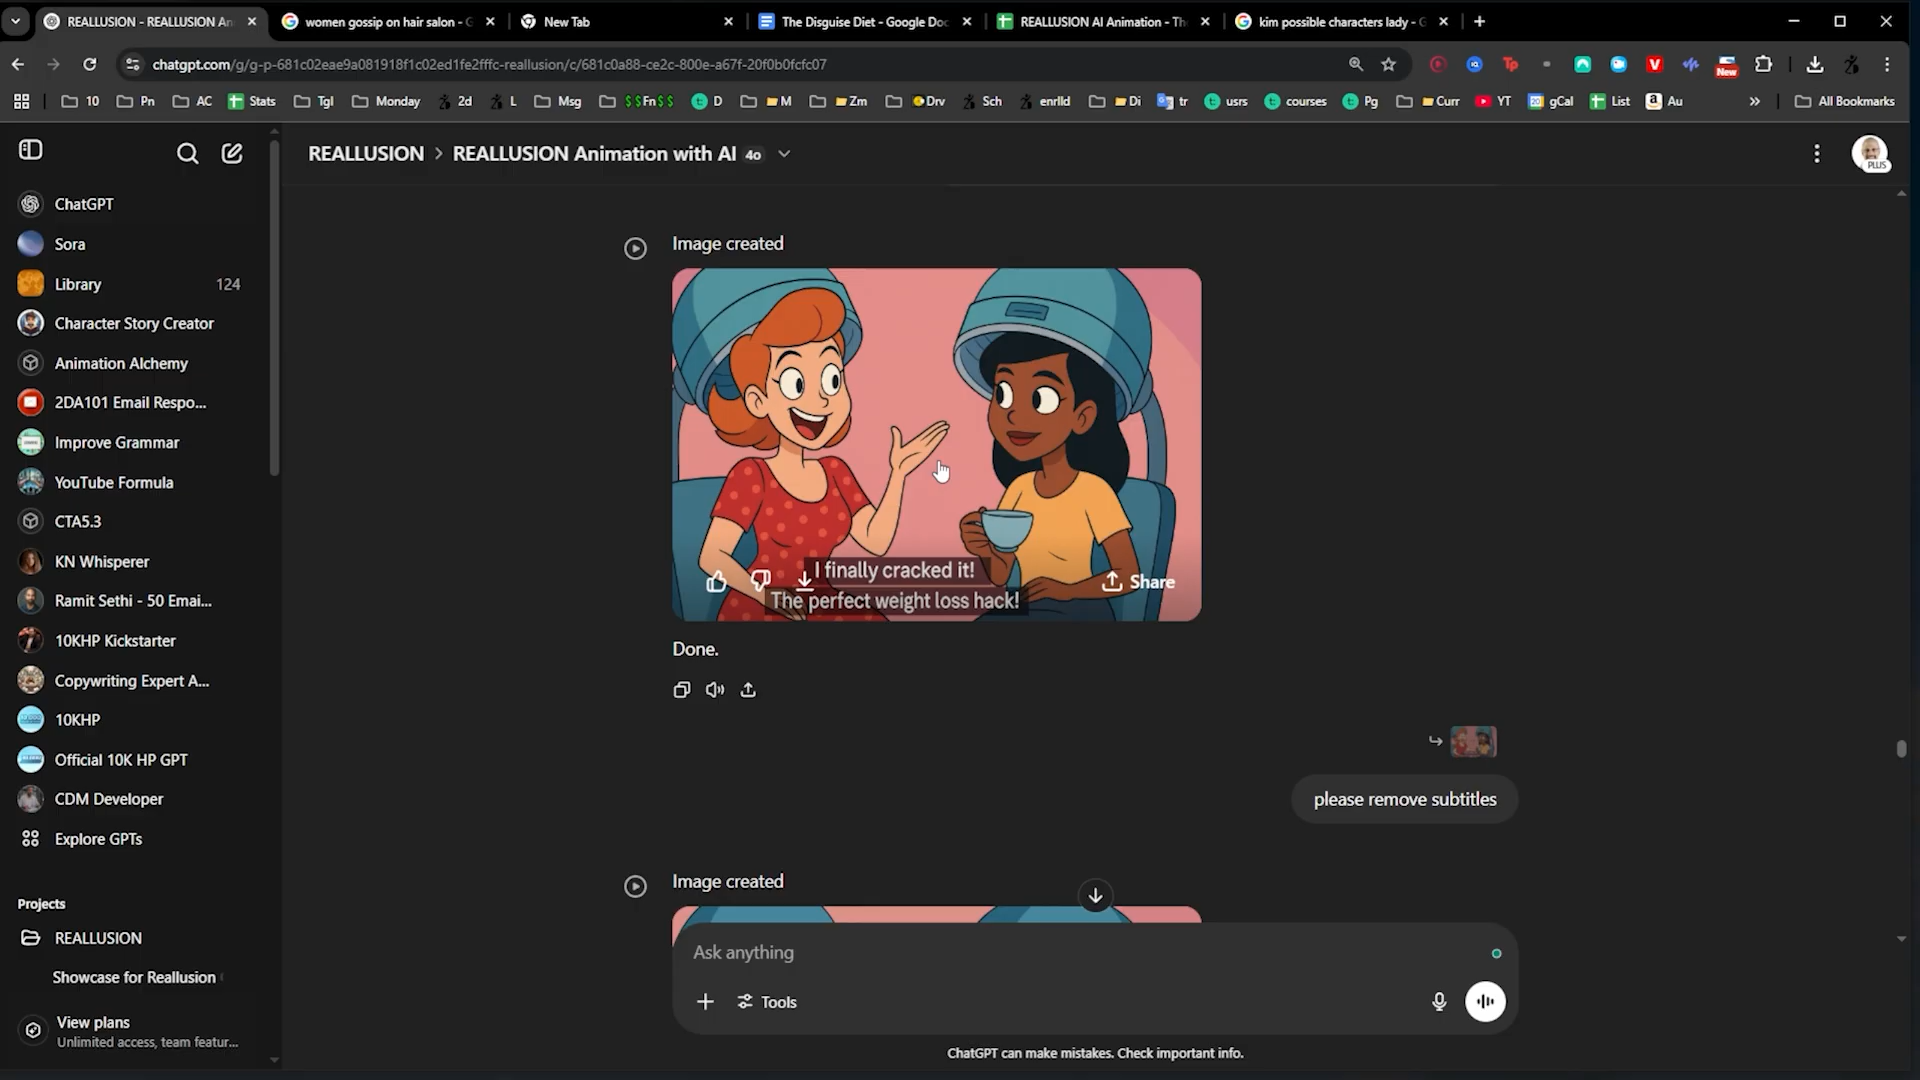 REALLUSION - REALLUSION An
women gossip on hair salon - G
New Tab
The Disguise Diet - Google Doc
REALLUSION AI Animation - Th
kim possible characters lady - G
chatgpt.com/g/g-p-681c02eae9a081918f1c02ed1fe2fffc-reallusion/c/681c0a88-ce2c-800e-a67f-20f0b0fcfc07
New
10
Pn
AC
Stats
Tgl
Monday
2d
L
Msg
$$Fn$$
D
M
Zm
Drv
Sch
enrlld
Di
tr
usrs
courses
Pg
Curr
YT
gCal
List
Au
All Bookmarks
REALLUSION > REALLUSION Animation with AI 4o
PLUS
ChatGPT
Sora
Library 124
Character Story Creator
Animation Alchemy
2DA101 Email Respo...
Improve Grammar
YouTube Formula
CTA5.3
KN Whisperer
Ramit Sethi - 50 Emai...
10KHP Kickstarter
Copywriting Expert A...
10KHP
Official 10K HP GPT
CDM Developer
Explore GPTs
Projects
REALLUSION
Showcase for Reallusion
View plans
Unlimited access, team featur...
Image created
I finally cracked it!
The perfect weight loss hack!
Share
Done.
please remove subtitles
Image created
Ask anything
Tools
ChatGPT can make mistakes. Check important info.